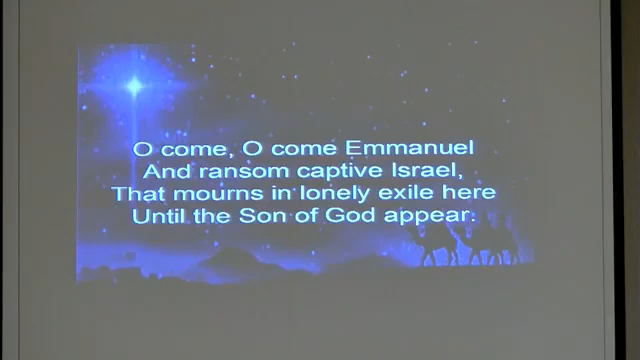 O come, O come Emmanuel
And ransom captive Israel,
That mourns in lonely exile here
Until the Son of God appear.